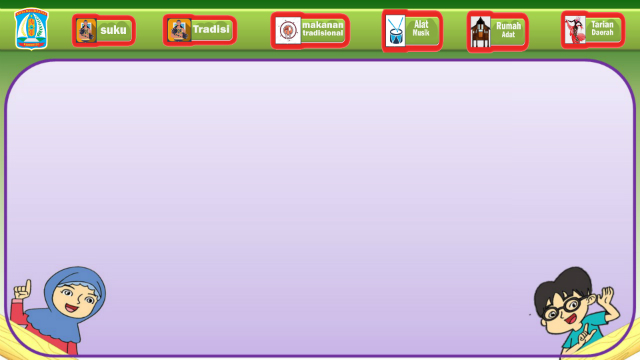 suku
Tradisi
makanan
tradisional
Alat
Musik
Rumah
Adat
Tarian
Daerah